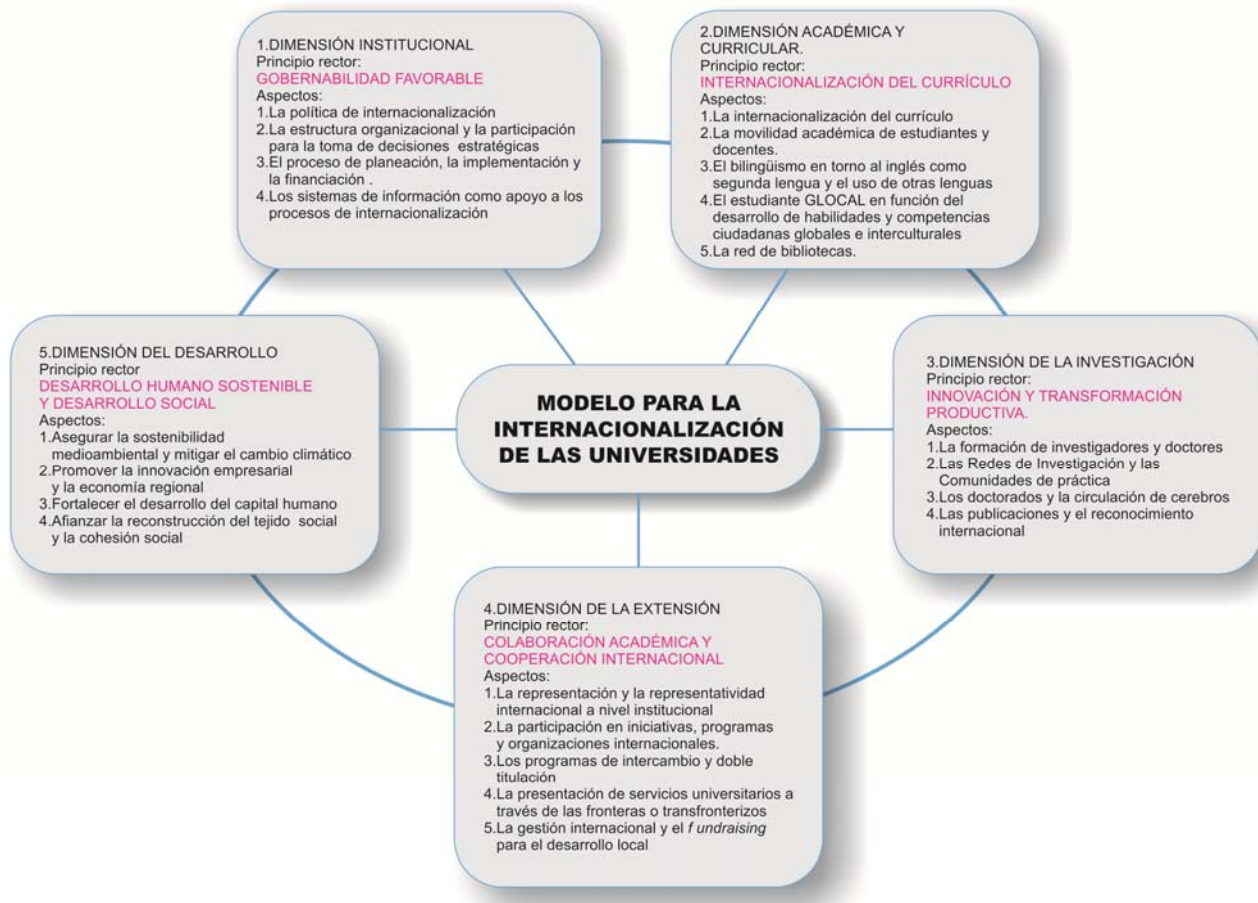 1.DIMENSIÓN INSTITUCIONAL
Principio rector:
GOBERNABILIDAD FAVORABLE
Aspectos:
1.La política de internacionalización
2.La estructura organizacional y la participación
para la toma de decisiones estratégicas
3.El proceso de planeación, la implementación y
la financiación .
4.Los sistemas de información como apoyo a los
procesos de internacionalización
2.DIMENSIÓN ACADÉMICA Y
CURRICULAR.
Principio rector:
INTERNACIONALIZACIÓN DEL CURRÍCULO
Aspectos:
1.La internacionalización del currículo
2.La movilidad académica de estudiantes y
docentes.
3.El bilingüismo en torno al inglés como
segunda lengua y el uso de otras lenguas
4.El estudiante GLOCAL en función del
desarrollo de habilidades y competencias
ciudadanas globales e interculturales
5.La red de bibliotecas.
5.DIMENSIÓN DEL DESARROLLO
Principio rector
DESARROLLO HUMANO SOSTENIBLE
Y DESARROLLO SOCIAL
Aspectos:
1.Asegurar la sostenibilidad
medioambiental y mitigar el cambio climático
2.Promover la innovación empresarial
y la economía regional
3.Fortalecer el desarrollo del capital humano
4.Afianzar la reconstrucción del tejido social
y la cohesión social
MODELO PARA LA
INTERNACIONALIZACIÓN
DE LAS UNIVERSIDADES
3.DIMENSIÓN DE LA INVESTIGACIÓN
Principio rector:
INNOVACIÓN Y TRANSFORMACIÓN
PRODUCTIVA.
Aspectos:
1.La formación de investigadores y doctores
2.Las Redes de Investigación y las
Comunidades de práctica
3.Los doctorados y la circulación de cerebros
4.Las publicaciones y el reconocimiento
internacional
4.DIMENSIÓN DE LA EXTENSIÓN
Principio rector:
COLABORACIÓN ACADÉMICA Y
COOPERACIÓN INTERNACIONAL
Aspectos:
1.La representación y la representatividad
internacional a nivel institucional
2.La participación en iniciativas, programas
y organizaciones internacionales.
3.Los programas de intercambio y doble
titulación
4.La presentación de servicios universitarios a
través de las fronteras o transfronterizos
5.La gestión internacional y el f undraising
para el desarrollo local